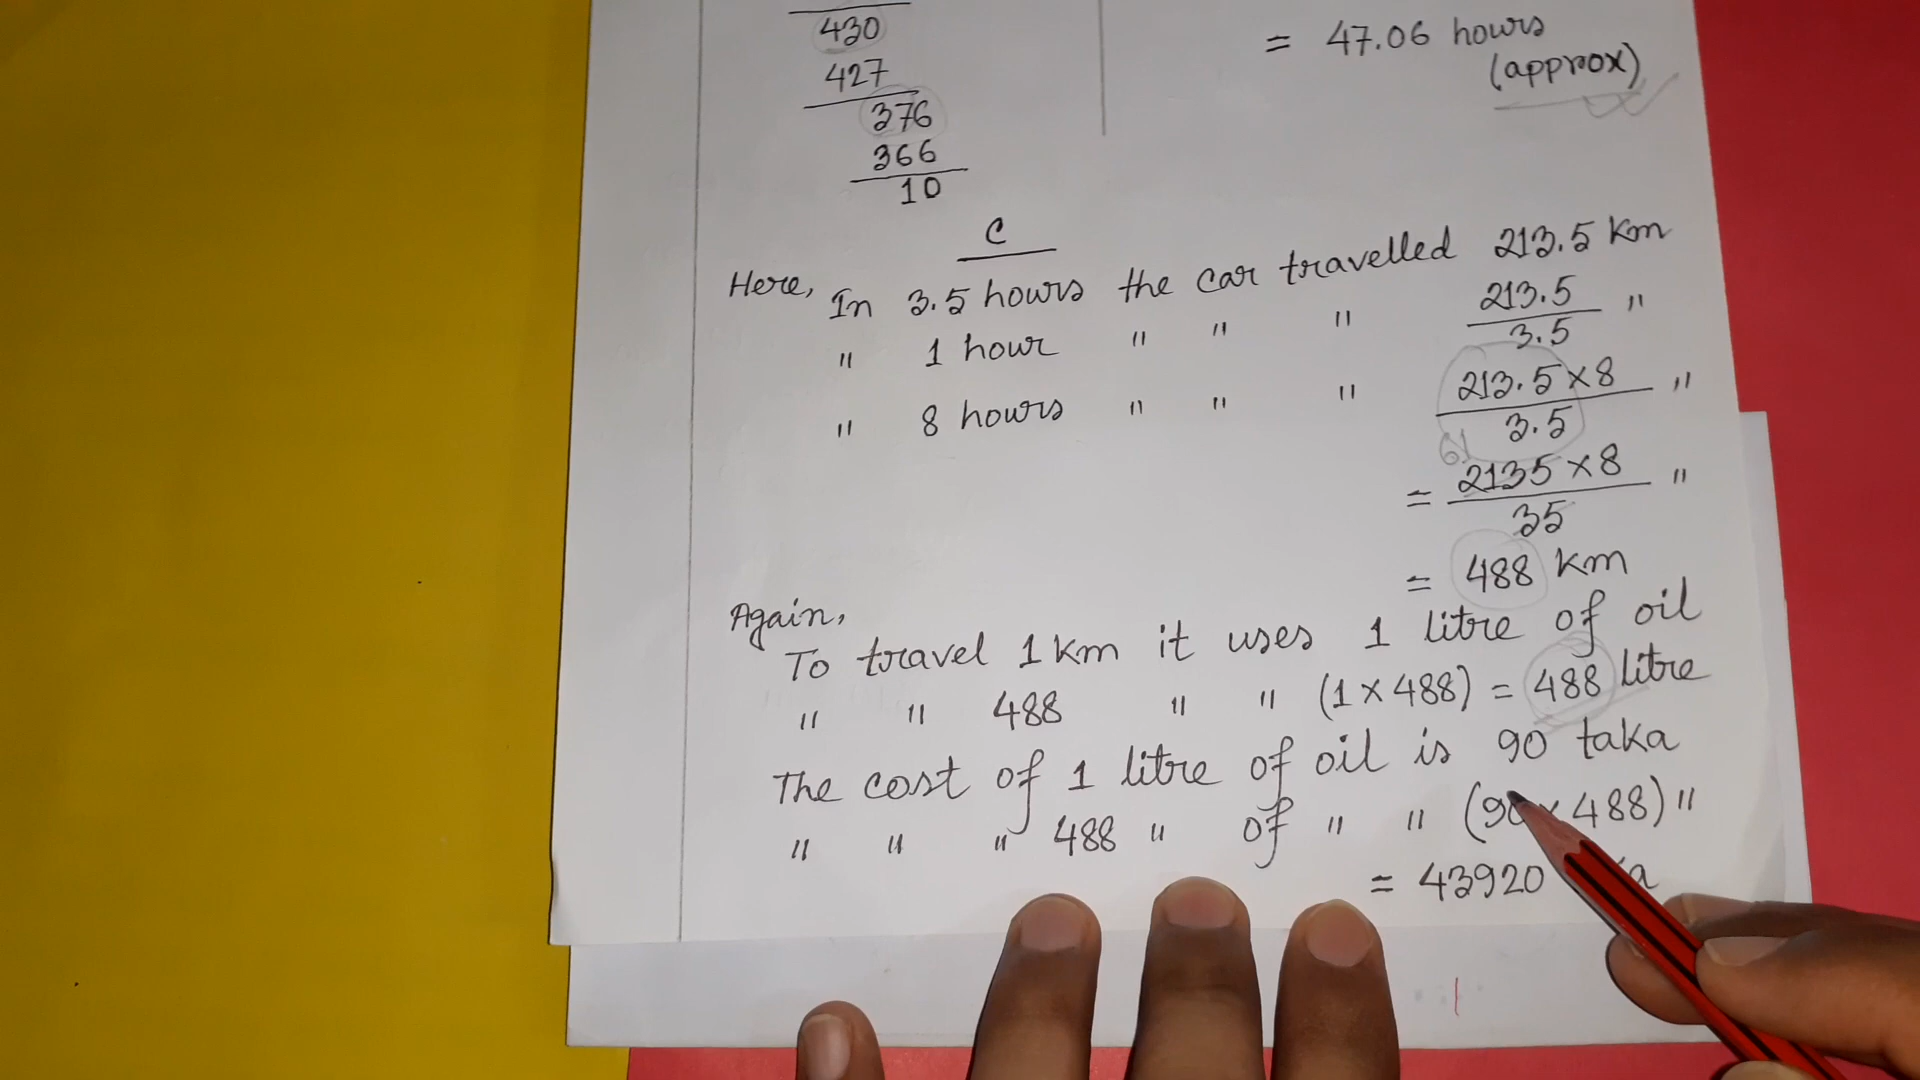 430
427
376
366
10
= 47.06 hours
(approx)
C
Here, In 3.5 hours the car travelled 213.5 km
" 1 hour " " " 213.5 "
3.5
" 8 hours " " " 213.5 × 8 "
3.5
61
= 2135 × 8 "
35
= 488 km
Again,
To travel 1 km it uses 1 litre of oil
" " 488 " " (1 × 488) = 488 litre
The cost of 1 litre of oil is 90 taka
" " " 488 " of " " (90 × 488) "
= 43920